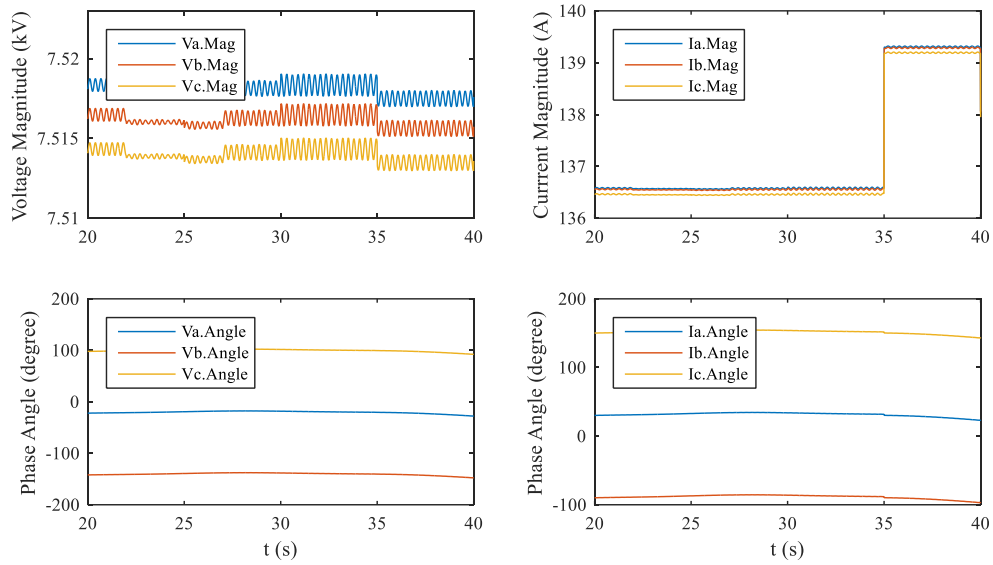 Voltage Magnitude (kV)
7.52
7.515
7.51
Va.Mag
Vb.Mag
Vc.Mag
20 25 30 35 40
Currrent Magnitude (A)
140
139
138
137
136
Ia.Mag
Ib.Mag
Ic.Mag
20 25 30 35 40
Phase Angle (degree)
200
100
0
-100
-200
Va.Angle
Vb.Angle
Vc.Angle
20 25 30 35 40
t (s)
Phase Angle (degree)
200
100
0
-100
Ia.Angle
Ib.Angle
Ic.Angle
20 25 30 35 40
t (s)